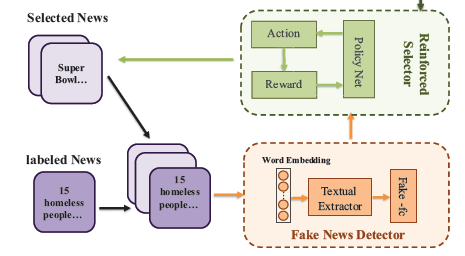 Selected News
Super
Bowl...
Action
Reward
Policy Net
Reinforced
Selector
labeled News
15
homeless
people...
15
homeless
people...
Word Embedding
Textual
Extractor
Fake -fc
Fake News Detector